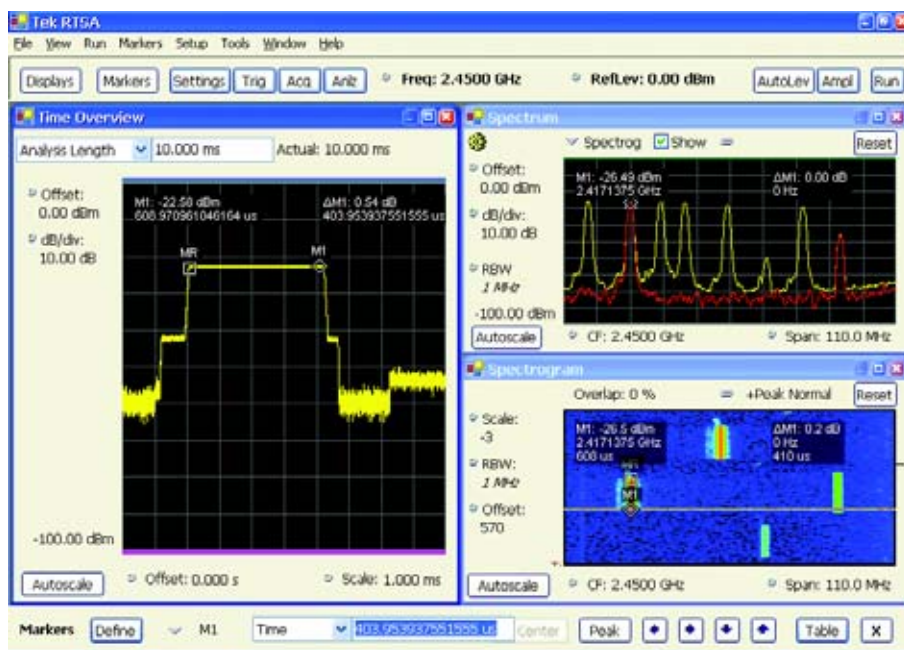 Tek RTSA
File View Run Markers Setup Tools Window Help
Displays Markers Settings Trig Acq Anlz Freq: 2.4500 GHz RefLev: 0.00 dBm AutoLev Ampl Run
Time Overview
Analysis Length 10.000 ms Actual: 10.000 ms
Offset:
0.00 dBm
dB/div:
10.00 dB
M1: -22.58 dBm
608.970961046164 us
ΔM1: 0.54 dB
403.953937551555 us
MR
M1
-100.00 dBm
Autoscale Offset: 0.000 s Scale: 1.000 ms
Spectrum
Spectrog Show Reset
Offset:
0.00 dBm
dB/div:
10.00 dB
RBW
1 MHz
-100.00 dBm
M1: -26.49 dBm
2.4171375 GHz
ΔM1: 0.00 dB
0 Hz
Autoscale CF: 2.4500 GHz Span: 110.0 MHz
Spectrogram
Overlap: 0 % +Peak Normal Reset
Scale:
-3
RBW:
1 MHz
Offset:
570
M1: -26.5 dBm
2.4171375 GHz
608 us
ΔM1: 0.2 dB
0 Hz
410 us
MR
M1
Autoscale CF: 2.4500 GHz Span: 110.0 MHz
Markers Define M1 Time 403.953937551555 us Center Peak Table X